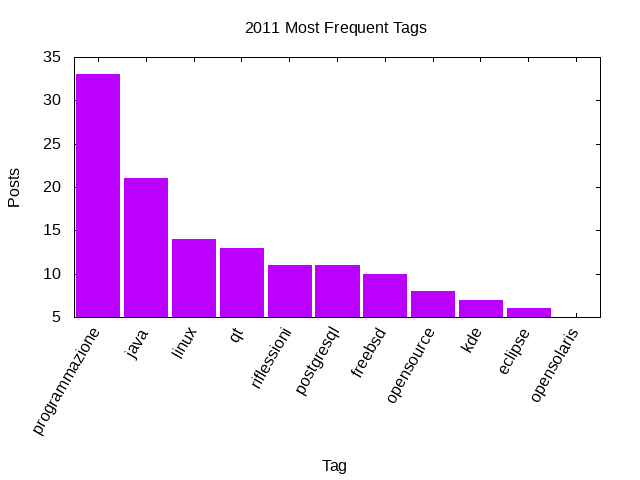 2011 Most Frequent Tags
35
30
25
20
15
10
5
Posts
programmazione
java
linux
qt
riflessioni
postgresql
freebsd
opensource
kde
eclipse
opensolaris
Tag